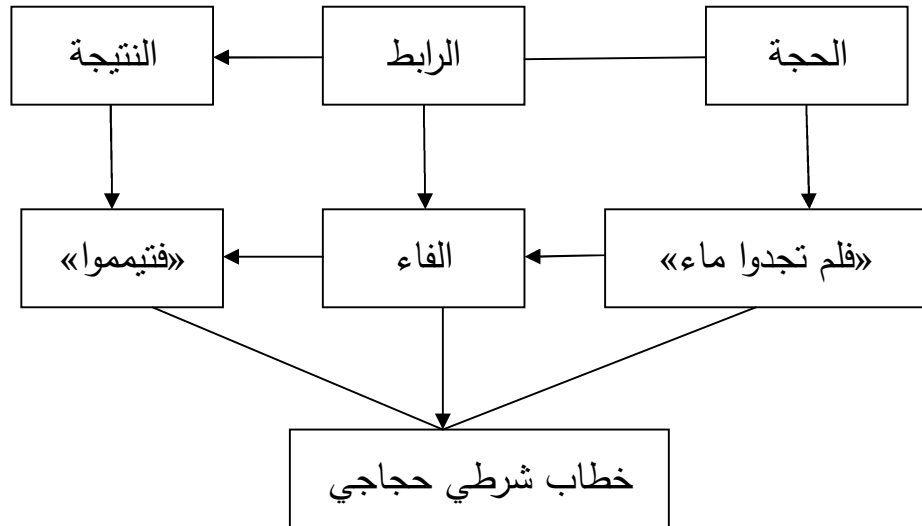 الحجة
الرابط
النتيجة
«فلم تجدوا ماء»
الفاء
«فتيمموا»
خطاب شرطي حجاجي